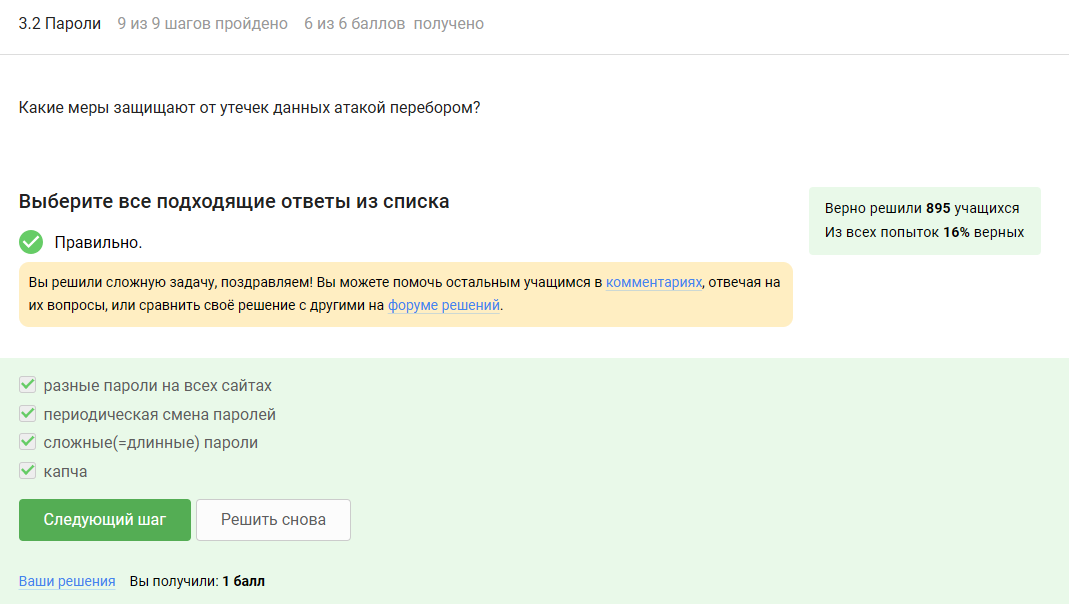 3.2 Пароли 9 из 9 шагов пройдено 6 из 6 баллов получено
Какие меры защищают от утечек данных атакой перебором?
Выберите все подходящие ответы из списка
Верно решили 895 учащихся
Из всех попыток 16% верных
Правильно.
Вы решили сложную задачу, поздравляем! Вы можете помочь остальным учащимся в комментариях, отвечая на
их вопросы, или сравнить своё решение с другими на форуме решений.
разные пароли на всех сайтах
периодическая смена паролей
сложные(=длинные) пароли
капча
Следующий шаг Решить снова
Ваши решения Вы получили: 1 балл